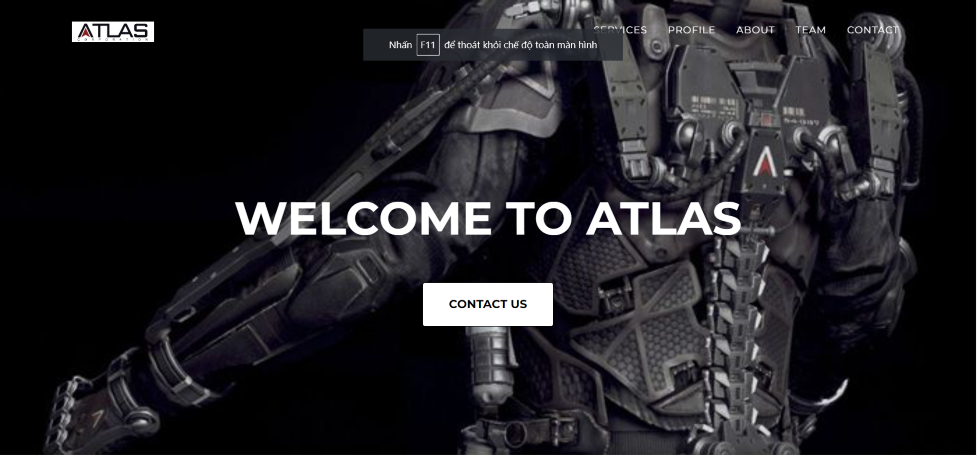 ATLAS
CORPORATION
SERVICES
PROFILE
ABOUT
TEAM
CONTACT
Nhấn F11 để thoát khỏi chế độ toàn màn hình
WELCOME TO ATLAS
CONTACT US